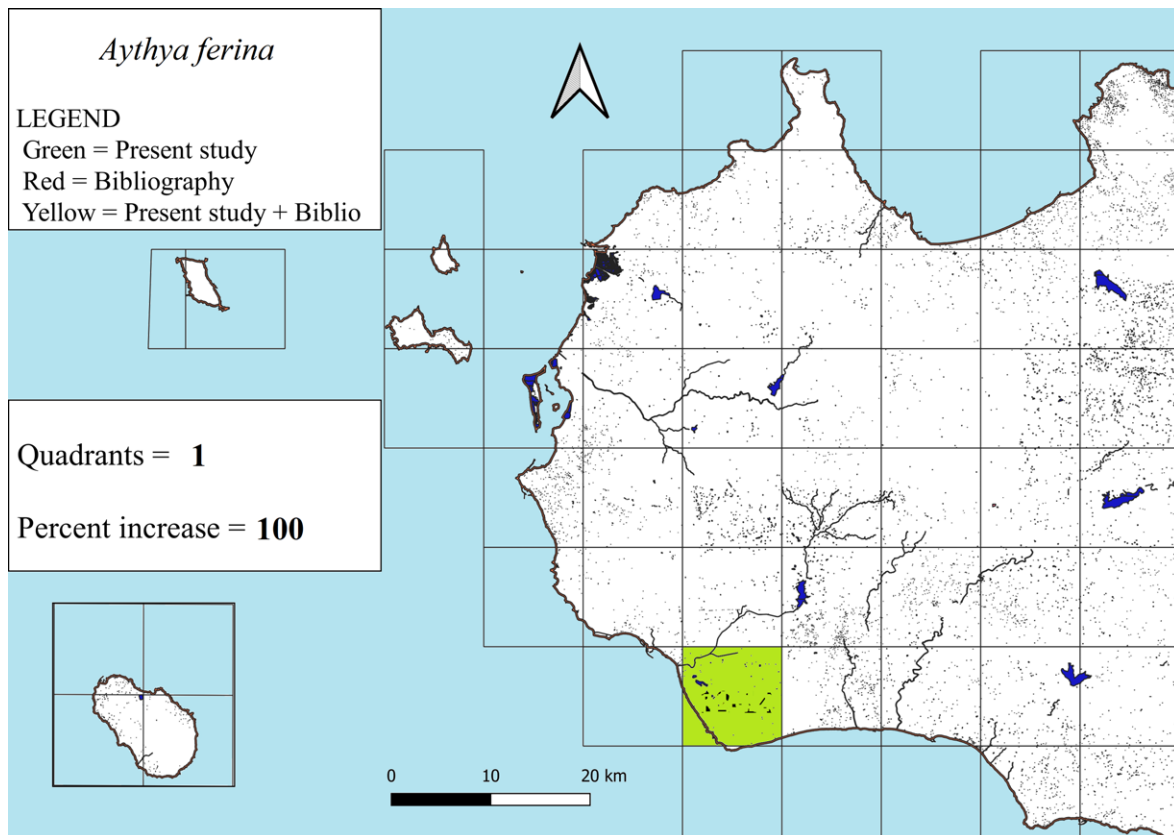 Aythya ferina
LEGEND
Green = Present study
Red = Bibliography
Yellow = Present study + Biblio
Quadrants = 1
Percent increase = 100
0 10 20 km